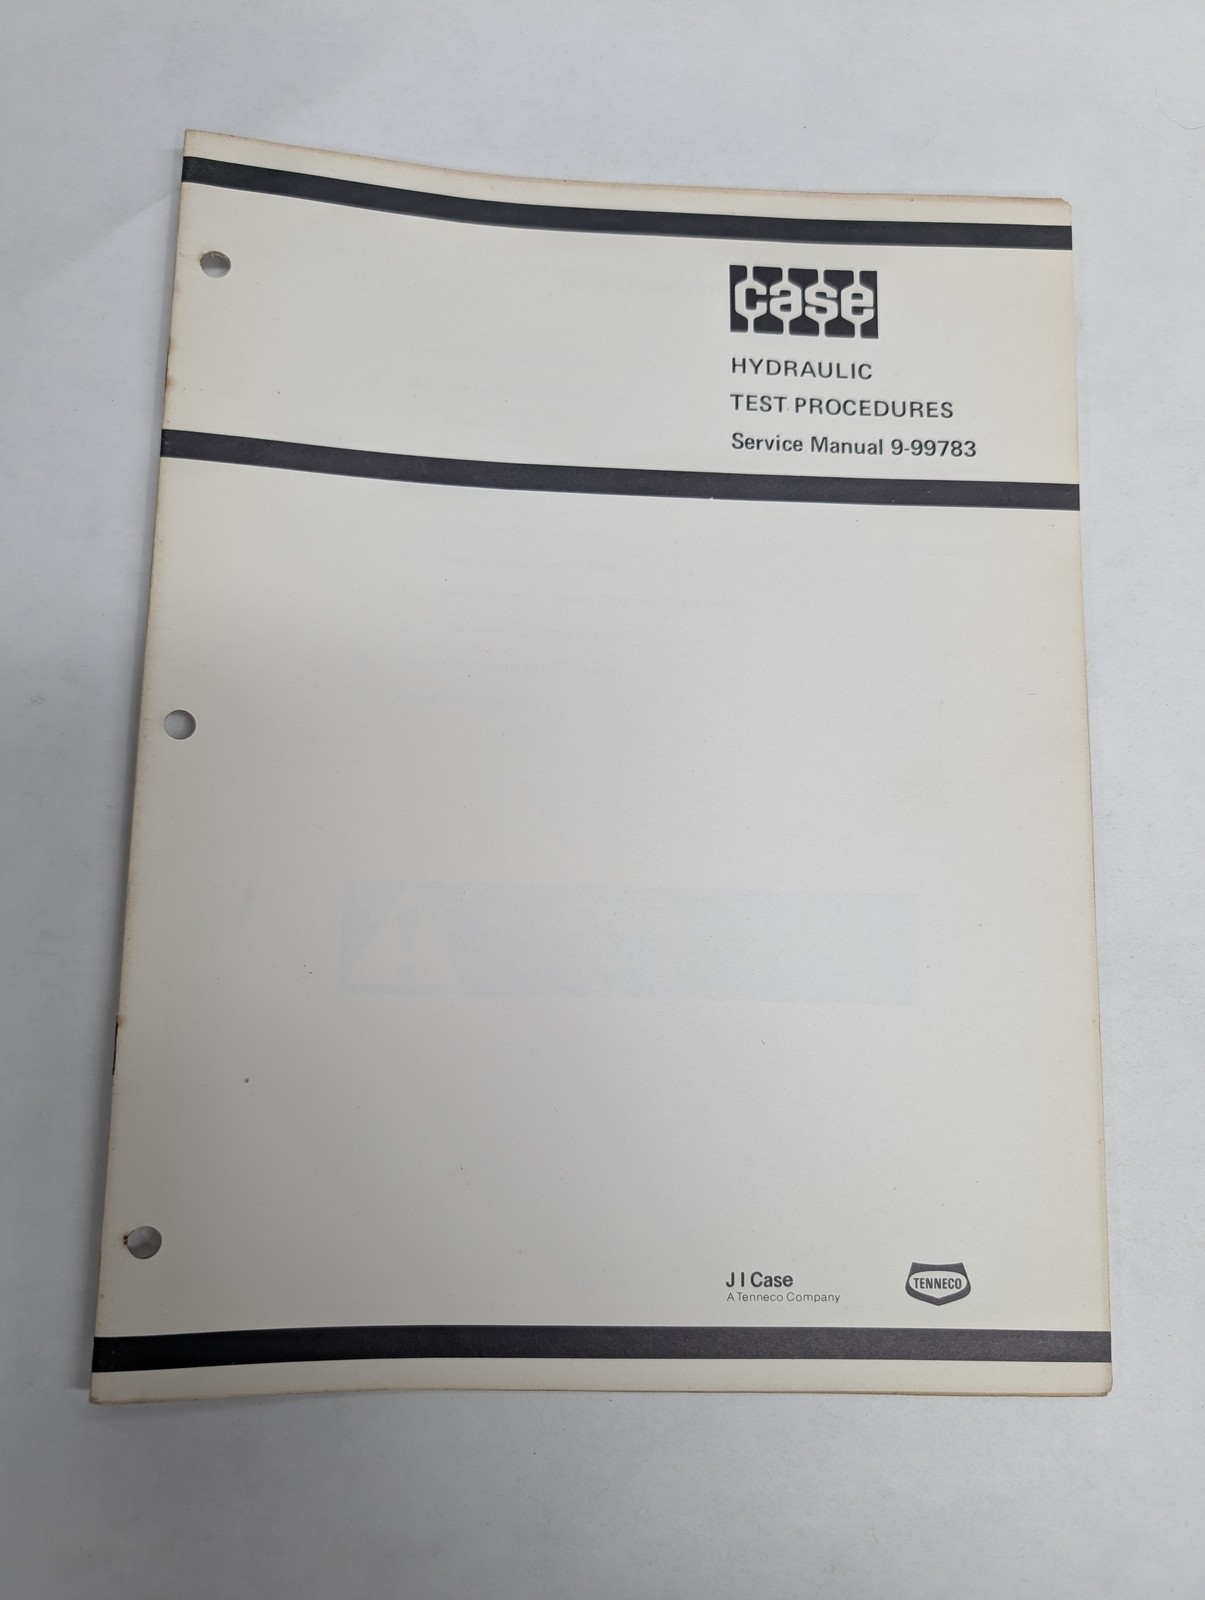 case
HYDRAULIC
TEST PROCEDURES
Service Manual 9-99783
J I Case
A Tenneco Company
TENNECO